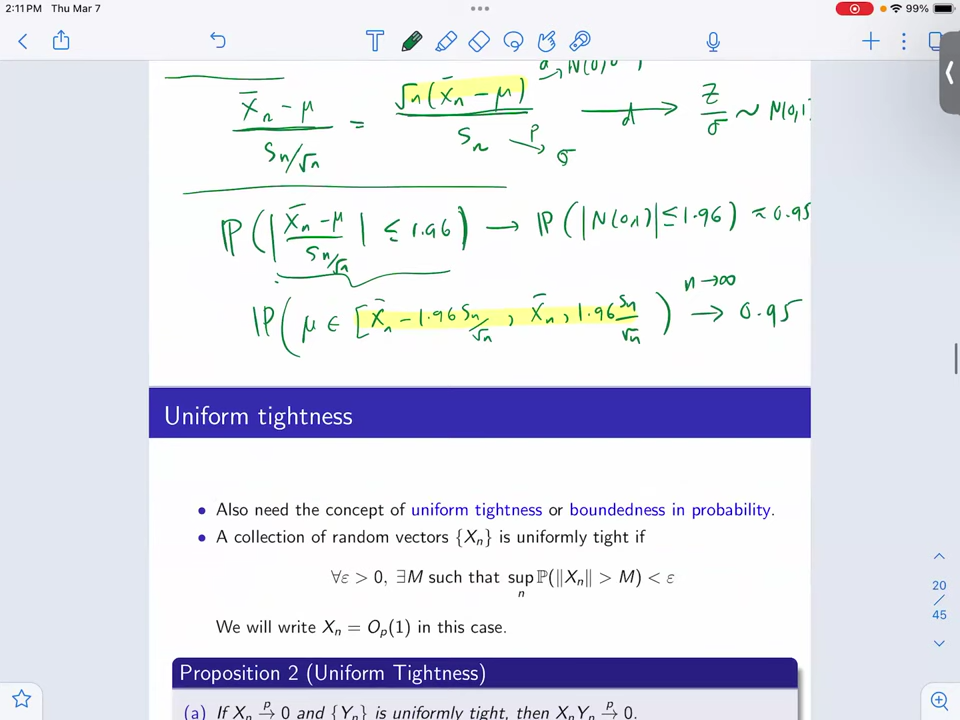 2:11 PM Thu Mar 7
99%
X̄n − μ / Sn/√n = √n(X̄n − μ) / Sn →d Z/σ ~ N(0,1)
→P σ
ℙ(| X̄n − μ / Sn/√n | ≤ 1.96) → ℙ(|N(0,1)| ≤ 1.96) ≈ 0.95
n→∞
ℙ(μ ∈ [X̄n − 1.96 Sn/√n, X̄n, 1.96 Sn/√n) → 0.95
Uniform tightness
• Also need the concept of uniform tightness or boundedness in probability.
• A collection of random vectors {Xn} is uniformly tight if
∀ε > 0, ∃M such that sup n ℙ(‖Xn‖ > M) < ε
We will write Xn = Op(1) in this case.
20
/
45
Proposition 2 (Uniform Tightness)
(a) If Xn →p 0 and {Yn} is uniformly tight, then XnYn →p 0.